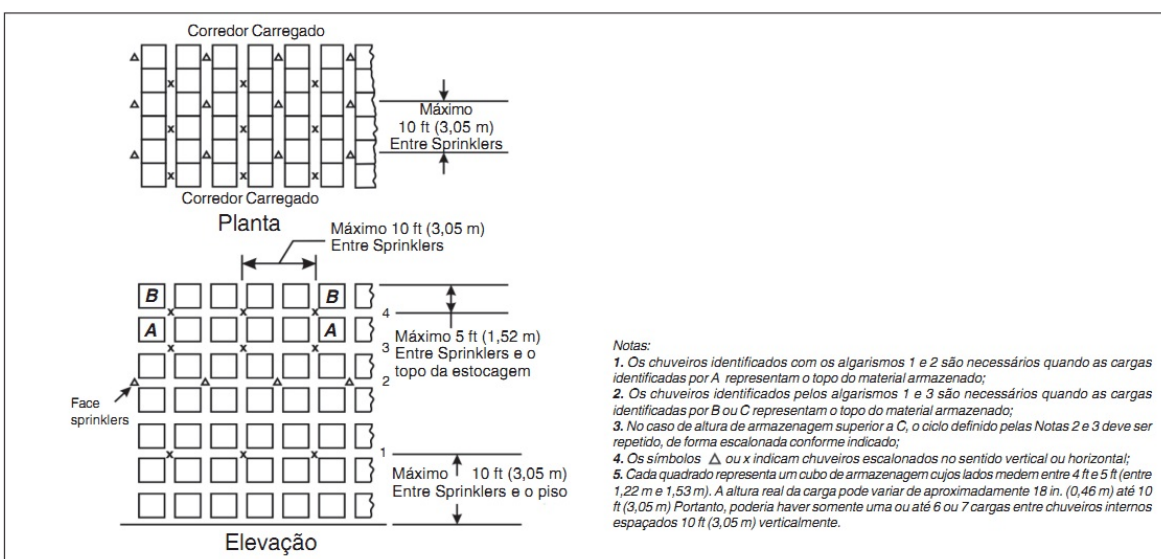 Corredor Carregado
Máximo
10 ft (3,05 m)
Entre Sprinklers
Corredor Carregado
Planta
Máximo 10 ft (3,05 m)
Entre Sprinklers
B
B
4
A
A
Máximo 5 ft (1,52 m)
Entre Sprinklers e o
topo da estocagem
3
2
Face
sprinklers
1
Máximo 10 ft (3,05 m)
Entre Sprinklers e o piso
Elevação
Notas:
1. Os chuveiros identificados com os algarismos 1 e 2 são necessários quando as cargas
identificadas por A representam o topo do material armazenado;
2. Os chuveiros identificados pelos algarismos 1 e 3 são necessários quando as cargas
identificadas por B ou C representam o topo do material armazenado;
3. No caso de altura de armazenagem superior a C, o ciclo definido pelas Notas 2 e 3 deve ser
repetido, de forma escalonada conforme indicado;
4. Os símbolos △ ou x indicam chuveiros escalonados no sentido vertical ou horizontal;
5. Cada quadrado representa um cubo de armazenagem cujos lados medem entre 4 ft e 5 ft (entre
1,22 m e 1,53 m). A altura real da carga pode variar de aproximadamente 18 in. (0,46 m) até 10
ft (3,05 m) Portanto, poderia haver somente uma ou até 6 ou 7 cargas entre chuveiros internos
espaçados 10 ft (3,05 m) verticalmente.